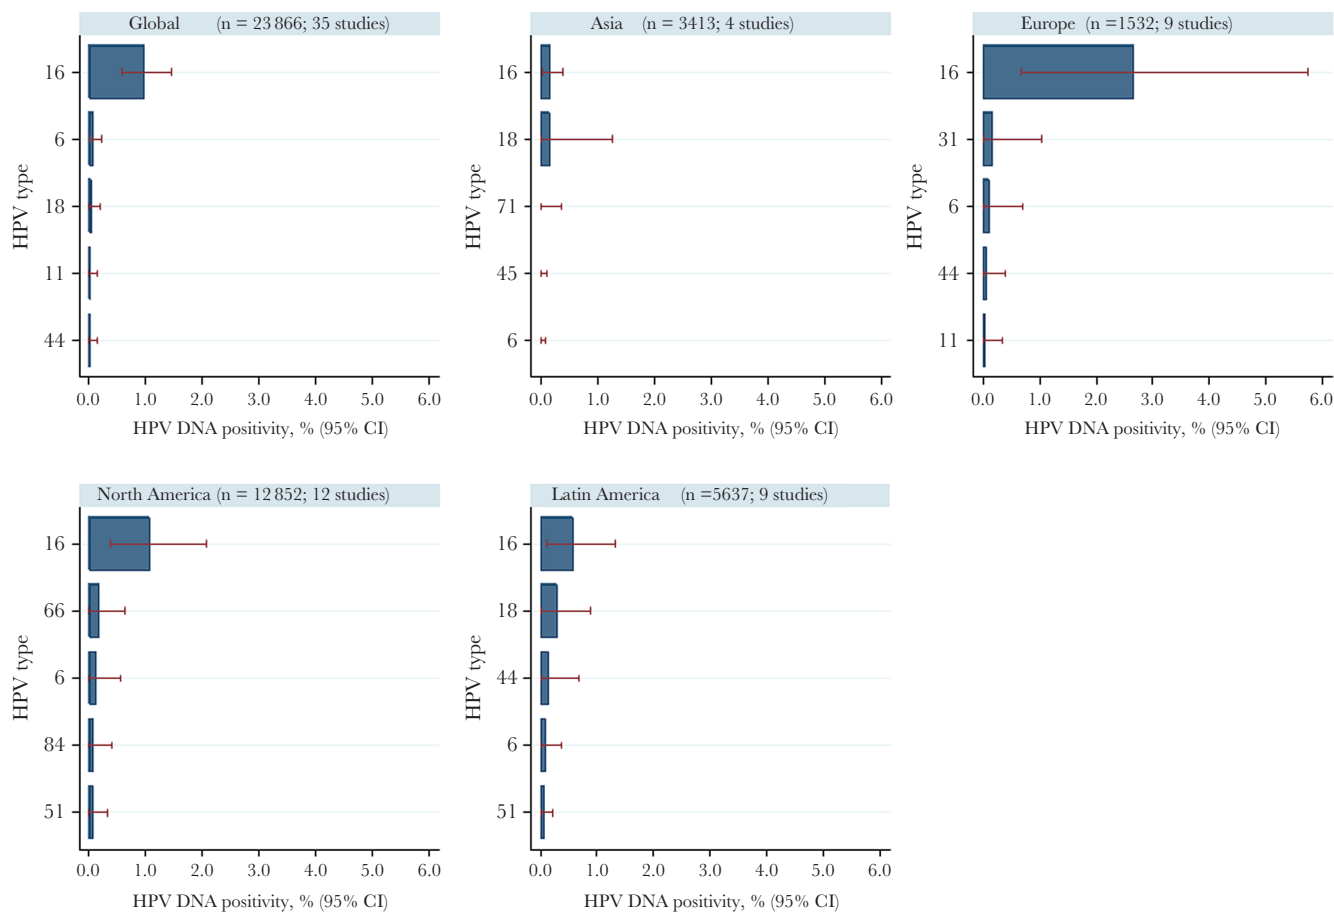 Global (n = 23 866; 35 studies)
HPV type
16
6
18
11
44
0.0 1.0 2.0 3.0 4.0 5.0 6.0
HPV DNA positivity, % (95% CI)
Asia (n = 3413; 4 studies)
HPV type
16
18
71
45
6
0.0 1.0 2.0 3.0 4.0 5.0 6.0
HPV DNA positivity, % (95% CI)
Europe (n =1532; 9 studies)
HPV type
16
31
6
44
11
0.0 1.0 2.0 3.0 4.0 5.0 6.0
HPV DNA positivity, % (95% CI)
North America (n = 12 852; 12 studies)
HPV type
16
66
6
84
51
0.0 1.0 2.0 3.0 4.0 5.0 6.0
HPV DNA positivity, % (95% CI)
Latin America (n =5637; 9 studies)
HPV type
16
18
44
6
51
0.0 1.0 2.0 3.0 4.0 5.0 6.0
HPV DNA positivity, % (95% CI)